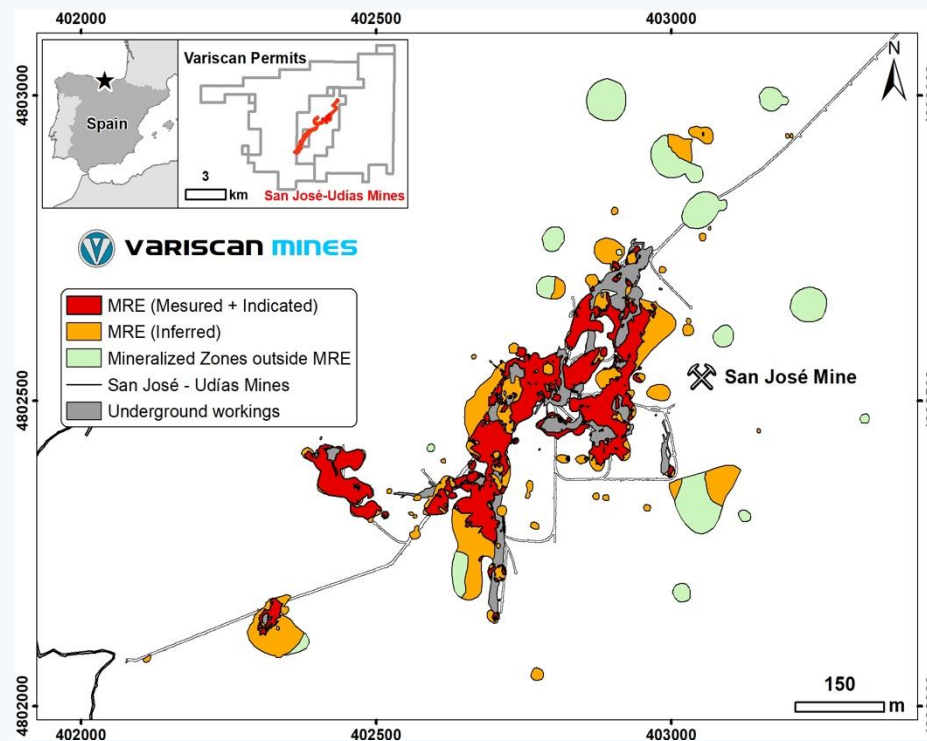 402000 402500 403000
Variscan Permits
Spain
3
km
San José-Udías Mines
N
4803000
VARISCAN MINES
MRE (Mesured + Indicated)
MRE (Inferred)
Mineralized Zones outside MRE
San José - Udías Mines
Underground workings
San José Mine
4802500
4802000
150
m
402000 402500 403000